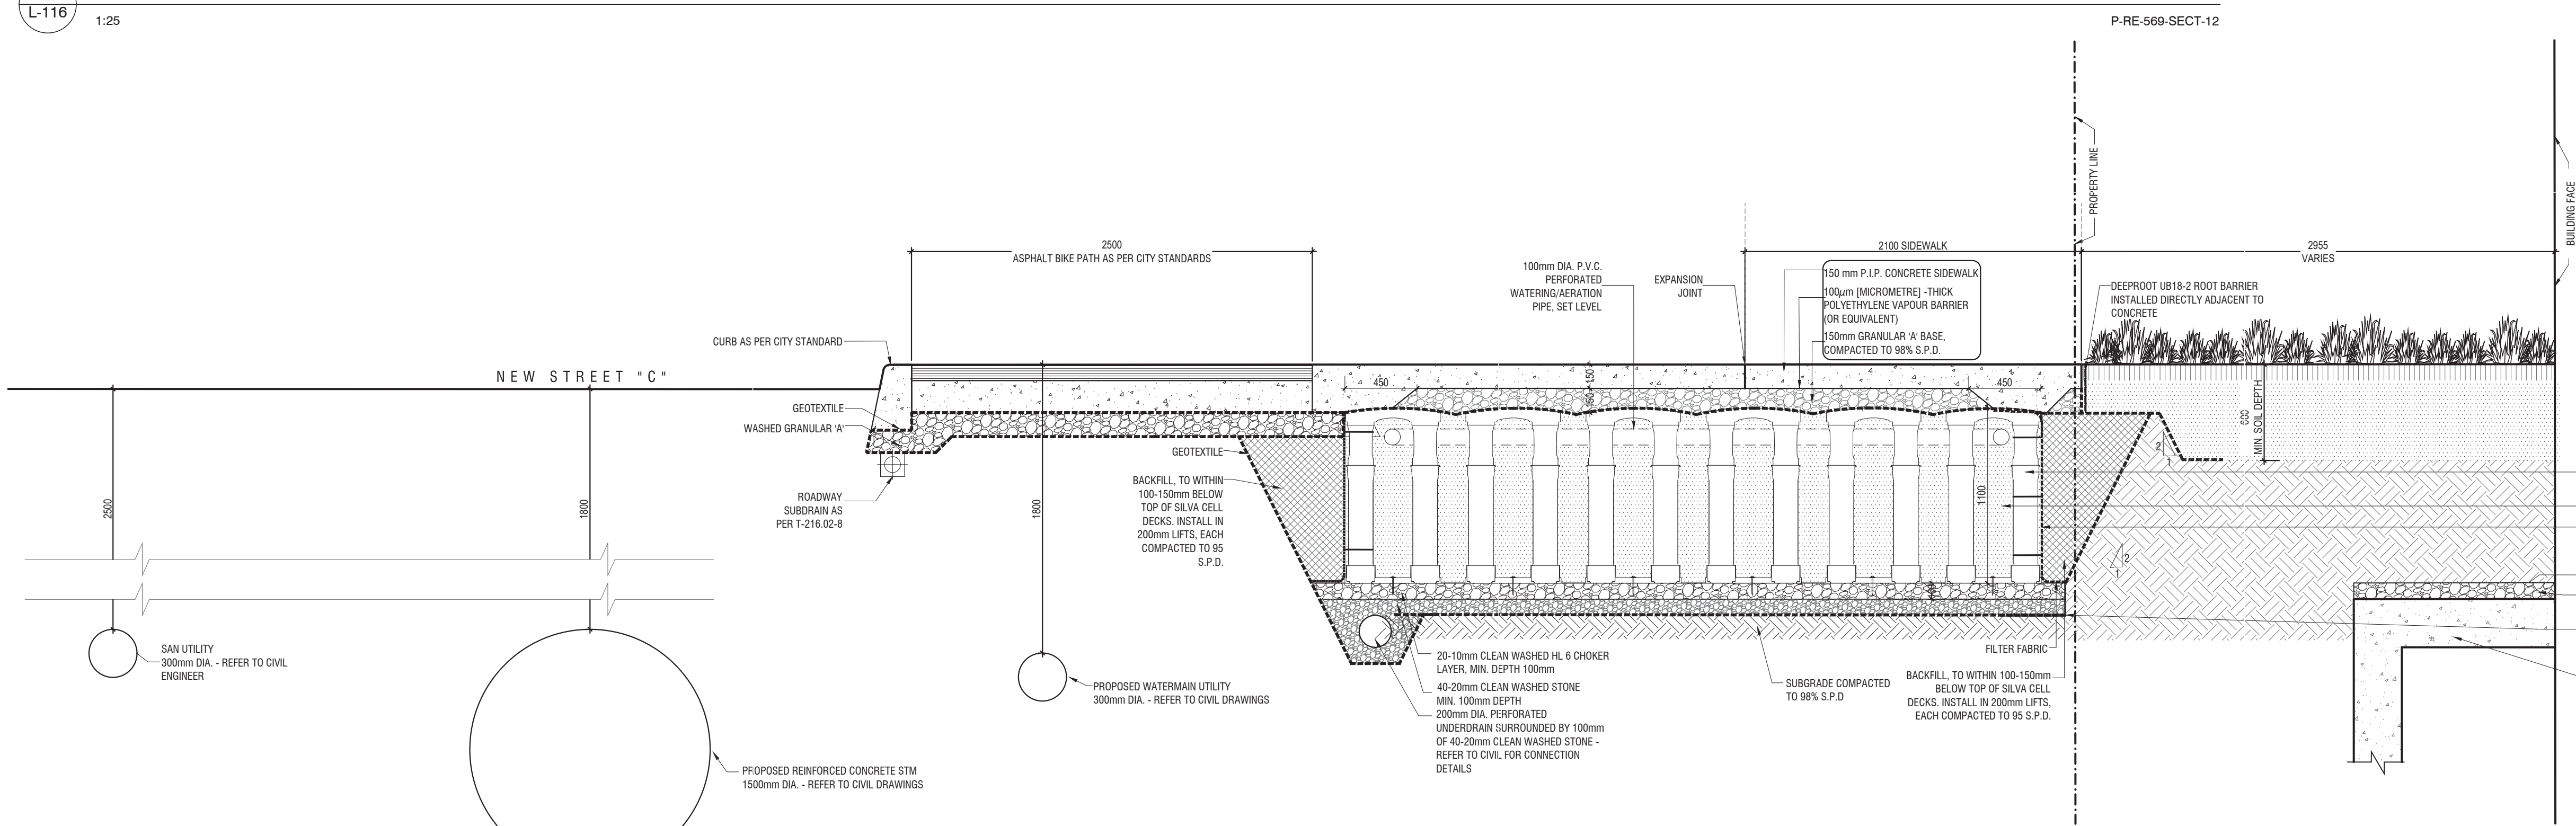 L-116
1:25
P-RE-569-SECT-12
PROPERTY LINE
BUILDING FACE
2500
ASPHALT BIKE PATH AS PER CITY STANDARDS
2100 SIDEWALK
2955
VARIES
100mm DIA. P.V.C.
PERFORATED
WATERING/AERATION
PIPE, SET LEVEL
EXPANSION
JOINT
150 mm P.I.P. CONCRETE SIDEWALK
100µm [MICROMETRE] -THICK
POLYETHYLENE VAPOUR BARRIER
(OR EQUIVALENT)
150mm GRANULAR 'A' BASE,
COMPACTED TO 98% S.P.D.
DEEPROOT UB18-2 ROOT BARRIER
INSTALLED DIRECTLY ADJACENT TO
CONCRETE
CURB AS PER CITY STANDARD
NEW STREET "C"
450
150
150
450
GEOTEXTILE
WASHED GRANULAR 'A'
600
MIN. SOIL DEPTH
GEOTEXTILE
2
1
BACKFILL, TO WITHIN
100-150mm BELOW
TOP OF SILVA CELL
DECKS. INSTALL IN
200mm LIFTS, EACH
COMPACTED TO 95
S.P.D.
ROADWAY
SUBDRAIN AS
PER T-216.02-8
2500
1800
1800
1100
2
1
SAN UTILITY
300mm DIA. - REFER TO CIVIL
ENGINEER
PROPOSED WATERMAIN UTILITY
300mm DIA. - REFER TO CIVIL DRAWINGS
20-10mm CLEAN WASHED HL 6 CHOKER
LAYER, MIN. DEPTH 100mm
40-20mm CLEAN WASHED STONE
MIN. 100mm DEPTH
200mm DIA. PERFORATED
UNDERDRAIN SURROUNDED BY 100mm
OF 40-20mm CLEAN WASHED STONE -
REFER TO CIVIL FOR CONNECTION
DETAILS
SUBGRADE COMPACTED
TO 98% S.P.D
FILTER FABRIC
BACKFILL, TO WITHIN 100-150mm
BELOW TOP OF SILVA CELL
DECKS. INSTALL IN 200mm LIFTS,
EACH COMPACTED TO 95 S.P.D.
PROPOSED REINFORCED CONCRETE STM
1500mm DIA. - REFER TO CIVIL DRAWINGS